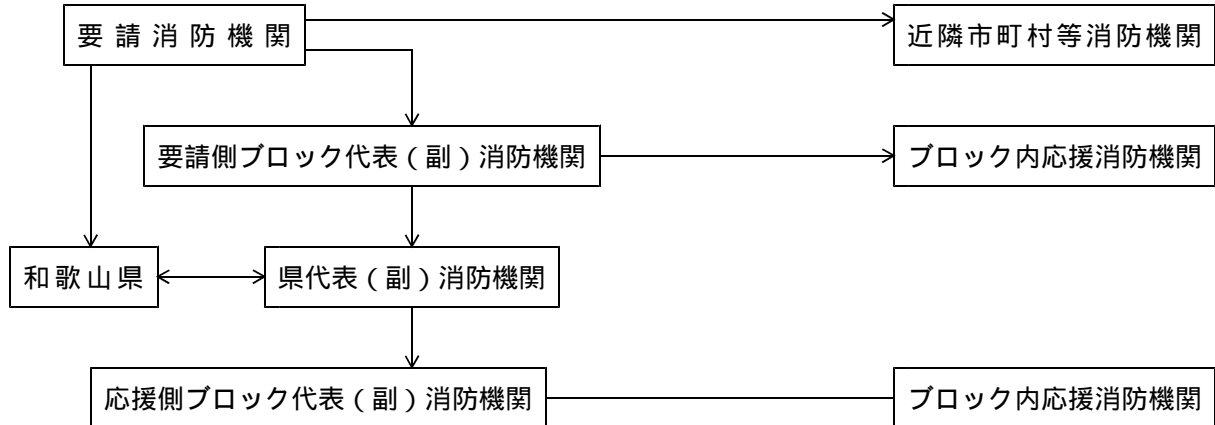 要請消防機関
近隣市町村等消防機関
要請側ブロック代表(副)消防機関
ブロック内応援消防機関
和歌山県
県代表(副)消防機関
応援側ブロック代表(副)消防機関
ブロック内応援消防機関